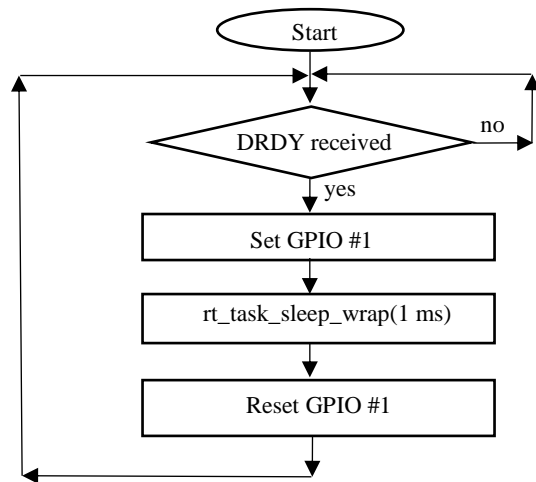 Start
DRDY received
no
yes
Set GPIO #1
rt_task_sleep_wrap(1 ms)
Reset GPIO #1